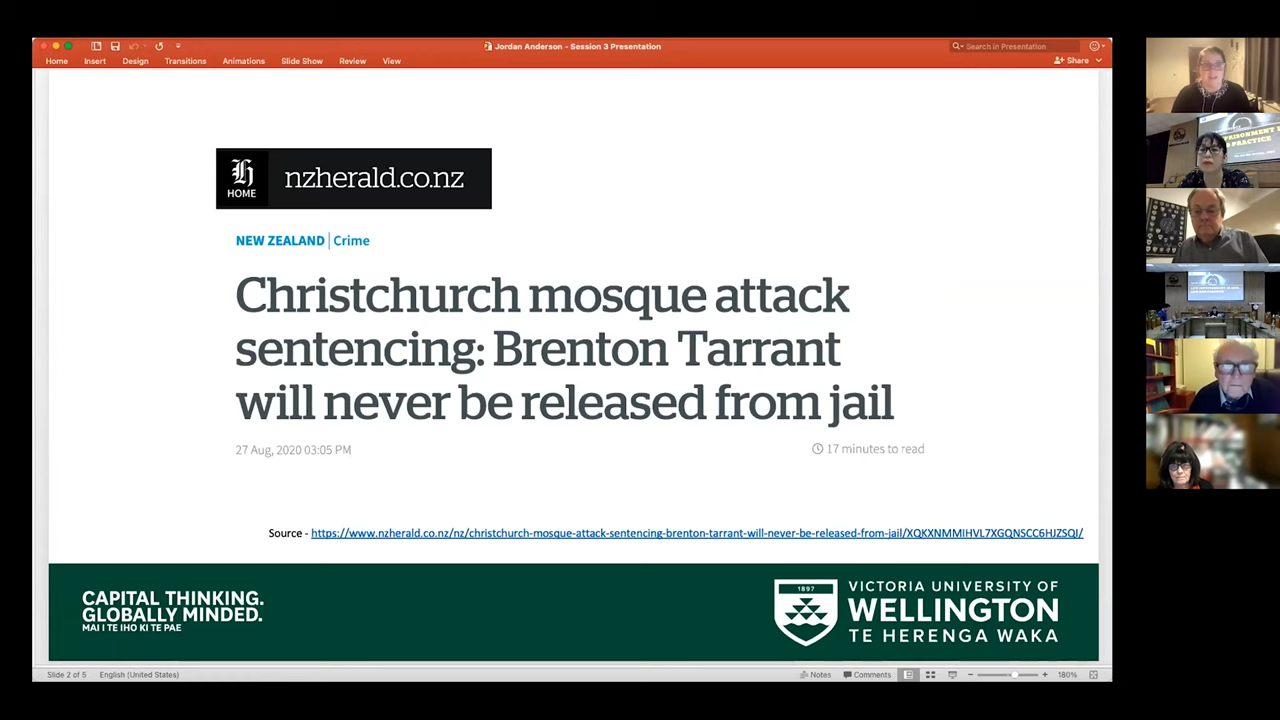 Jordan Anderson - Session 3 Presentation
Search in Presentation
Home Insert Design Transitions Animations Slide Show Review View
Share
HOME
nzherald.co.nz
NEW ZEALAND | Crime
Christchurch mosque attack
sentencing: Brenton Tarrant
will never be released from jail
27 Aug, 2020 03:05 PM
17 minutes to read
Source - https://www.nzherald.co.nz/nz/christchurch-mosque-attack-sentencing-brenton-tarrant-will-never-be-released-from-jail/XQKXNMMIHVL7XGQNSCC6HJZSQI/
CAPITAL THINKING.
GLOBALLY MINDED.
MAI I TE IHO KI TE PAE
1897
VICTORIA UNIVERSITY OF
WELLINGTON
TE HERENGA WAKA
Slide 2 of 5
English (United States)
Notes
Comments
180%
PRACTICE